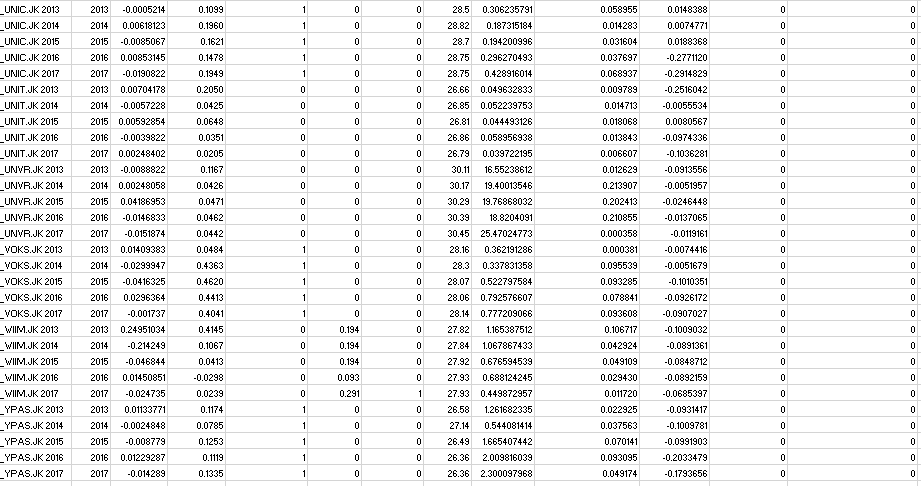 _UNIC.JK 2013 2013 -0.0005214 0.1099 1 0 0 28.5 0.306235791 0.058955 0.0148388 0 0
_UNIC.JK 2014 2014 0.00618123 0.1960 0 0 0 28.82 0.187315184 0.014283 0.0074771 0 0
_UNIC.JK 2015 2015 -0.0085067 0.1621 1 0 0 28.7 0.194200996 0.031604 0.0188368 0 0
_UNIC.JK 2016 2016 0.00853145 0.1478 1 0 0 28.75 0.296270493 0.037697 -0.2771120 0 0
_UNIC.JK 2017 2017 -0.0190822 0.1949 1 0 0 28.75 0.428916014 0.068937 -0.2914829 0 0
_UNIT.JK 2013 2013 0.00704178 0.2050 0 0 0 26.66 0.049632833 0.009789 -0.2516042 0 0
_UNIT.JK 2014 2014 -0.0057228 0.0425 0 0 0 26.85 0.052239753 0.014713 -0.0055534 0 0
_UNIT.JK 2015 2015 0.00592854 0.0648 0 0 0 26.81 0.044493126 0.018068 0.0080567 0 0
_UNIT.JK 2016 2016 -0.0039822 0.0351 0 0 0 26.86 0.058956938 0.013843 -0.0974336 0 0
_UNIT.JK 2017 2017 0.00248402 0.0205 0 0 0 26.79 0.039722195 0.006607 -0.1036281 0 0
_UNVR.JK 2013 2013 -0.0088822 0.1167 0 0 0 30.11 16.55238612 0.012629 -0.0913556 0 0
_UNVR.JK 2014 2014 0.00248058 0.0426 0 0 0 30.17 19.40013546 0.213907 -0.0051957 0 0
_UNVR.JK 2015 2015 0.04186953 0.0471 0 0 0 30.29 19.76868032 0.202413 -0.0246448 0 0
_UNVR.JK 2016 2016 -0.0146833 0.0462 0 0 0 30.39 18.8204091 0.210855 -0.0137065 0 0
_UNVR.JK 2017 2017 -0.0151874 0.0442 0 0 0 30.45 25.47024773 0.000358 -0.0119161 0 0
_VOKS.JK 2013 2013 0.01409383 0.0484 1 0 0 28.16 0.362191286 0.000381 -0.0074416 0 0
_VOKS.JK 2014 2014 -0.0299947 0.4363 1 0 0 28.3 0.337831358 0.095539 -0.0051679 0 0
_VOKS.JK 2015 2015 -0.0416325 0.4620 1 0 0 28.07 0.522797584 0.093285 -0.1010351 0 0
_VOKS.JK 2016 2016 0.0296364 0.4413 1 0 0 28.06 0.792576607 0.078841 -0.0926172 0 0
_VOKS.JK 2017 2017 -0.001737 0.4041 1 0 0 28.14 0.777209066 0.093608 -0.0907027 0 0
_WIIM.JK 2013 2013 0.24951034 0.4145 0 0.194 0 27.82 1.165387512 0.106717 -0.1009032 0 0
_WIIM.JK 2014 2014 -0.214249 0.1067 0 0.194 0 27.84 1.067867433 0.042924 -0.0891361 0 0
_WIIM.JK 2015 2015 -0.046844 0.0413 0 0.194 0 27.92 0.676594539 0.049109 -0.0848712 0 0
_WIIM.JK 2016 2016 0.01450851 -0.0298 0 0.093 0 27.93 0.688124245 0.029430 -0.0892159 0 0
_WIIM.JK 2017 2017 -0.024735 0.0239 0 0.291 1 27.93 0.449872957 0.011720 -0.0685397 0 0
_YPAS.JK 2013 2013 0.01133771 0.1174 1 0 0 26.58 1.261682335 0.022925 -0.0931417 0 0
_YPAS.JK 2014 2014 -0.0024848 0.0785 1 0 0 27.14 0.544081414 0.037563 -0.1009781 0 0
_YPAS.JK 2015 2015 -0.008779 0.1253 1 0 0 26.49 1.665407442 0.070141 -0.0991903 0 0
_YPAS.JK 2016 2016 0.01229287 0.1119 1 0 0 26.36 2.009816039 0.093095 -0.2033479 0 0
_YPAS.JK 2017 2017 -0.014289 0.1335 1 0 0 26.36 2.300097968 0.049174 -0.1793656 0 0